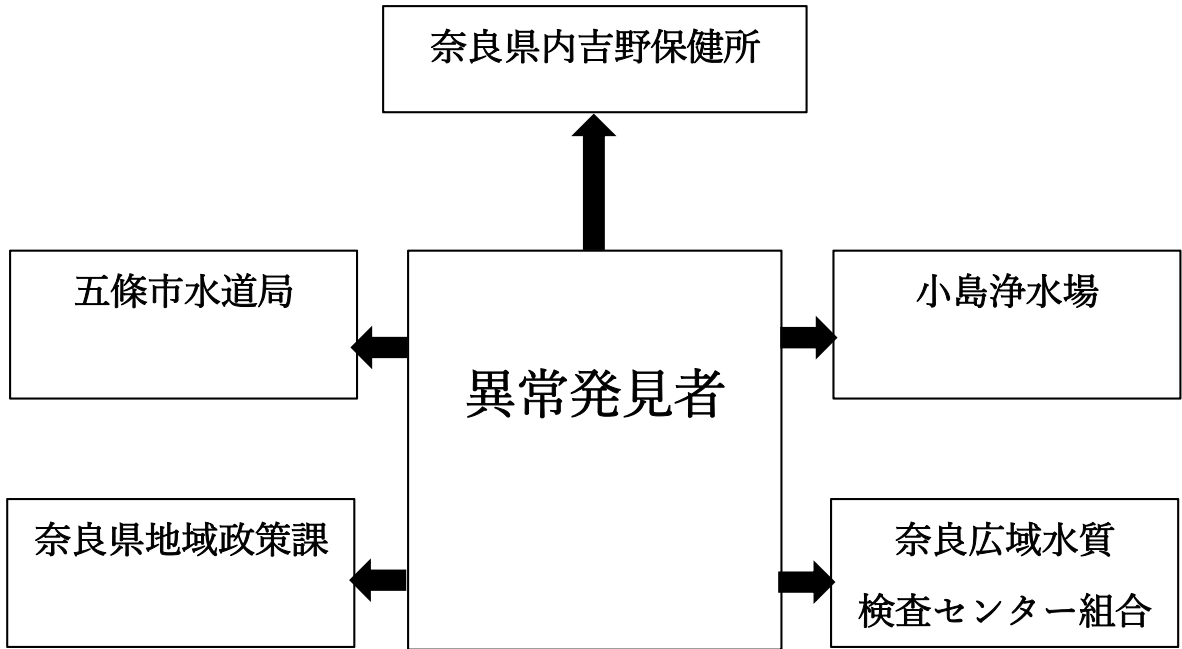 奈良県内吉野保健所
五條市水道局
小島浄水場
異常発見者
奈良県地域政策課
奈良広域水質
検査センター組合